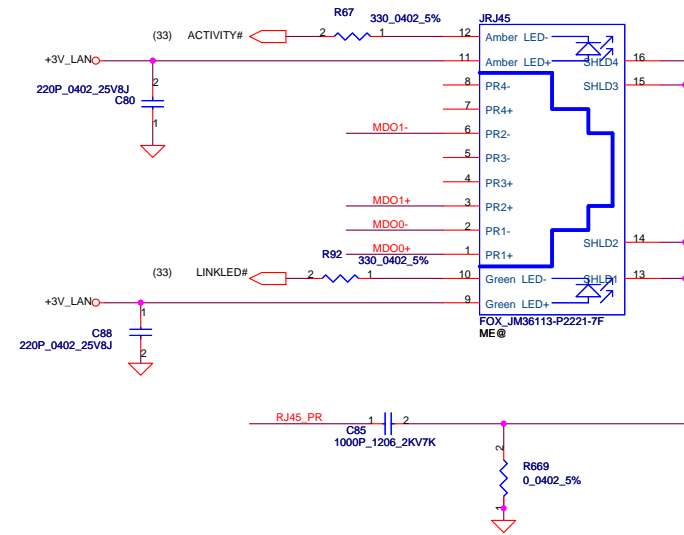 R67
330_0402_5%
JRJ45
(33) ACTIVITY#
2 1
12 Amber LED-
+3V_LAN
11 Amber LED+
SHLD4 16
2
8 PR4-
SHLD3 15
220P_0402_25V8J
C80
7 PR4+
1
MDO1- 6 PR2-
5 PR3-
4 PR3+
MDO1+ 3 PR2+
MDO0- 2 PR1-
SHLD2 14
MDO0+ 1 PR1+
R92
330_0402_5%
(33) LINKLED#
2 1
10 Green LED-
SHLD1 13
+3V_LAN
9 Green LED+
1
FOX_JM36113-P2221-7F
ME@
C88
220P_0402_25V8J
2
RJ45_PR
1 2
C85
1000P_1206_2KV7K
2
R669
0_0402_5%
1